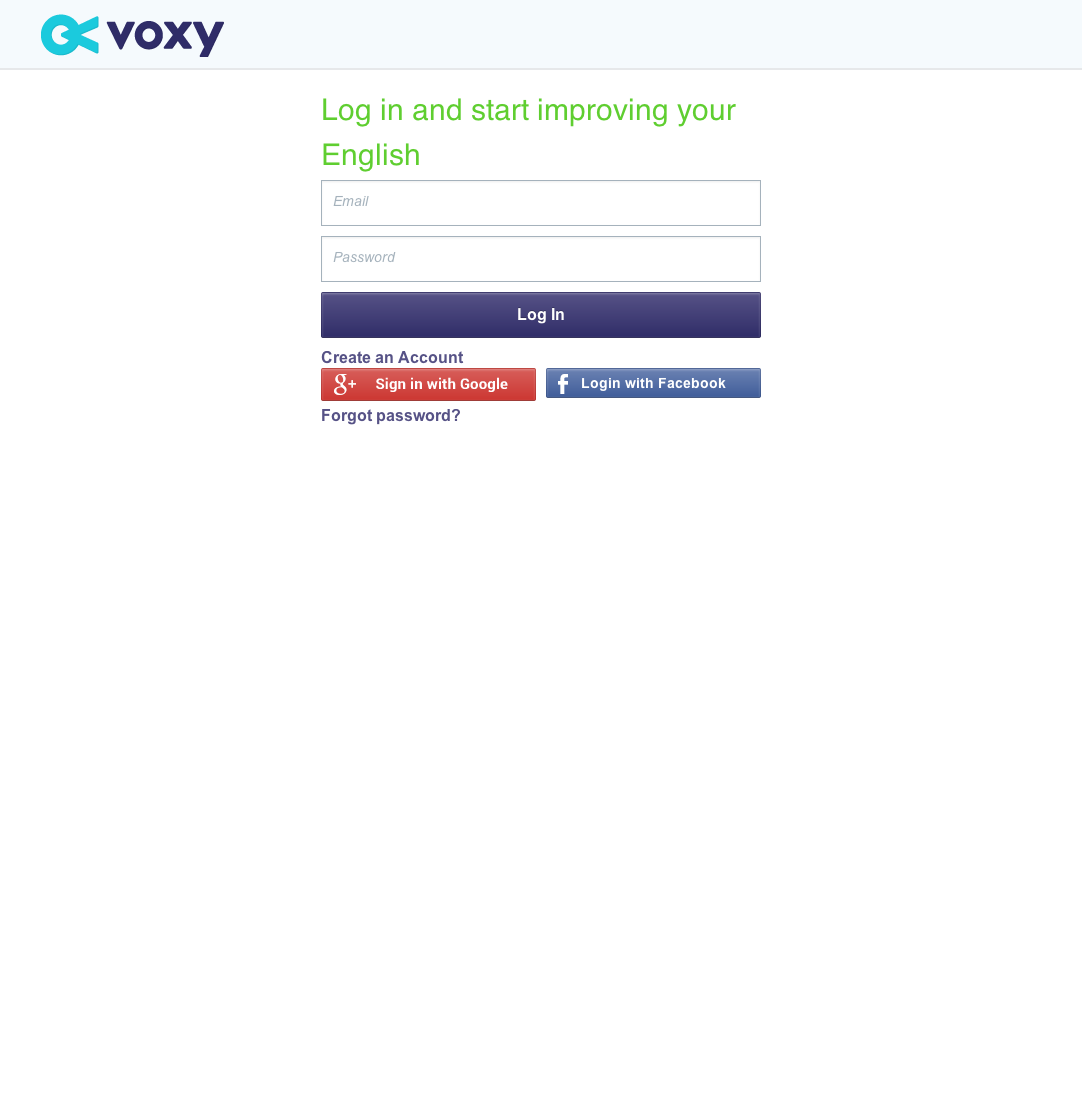 voxy
Log in and start improving your
English
Email
Password
Log In
Create an Account
g+ Sign in with Google
f Login with Facebook
Forgot password?